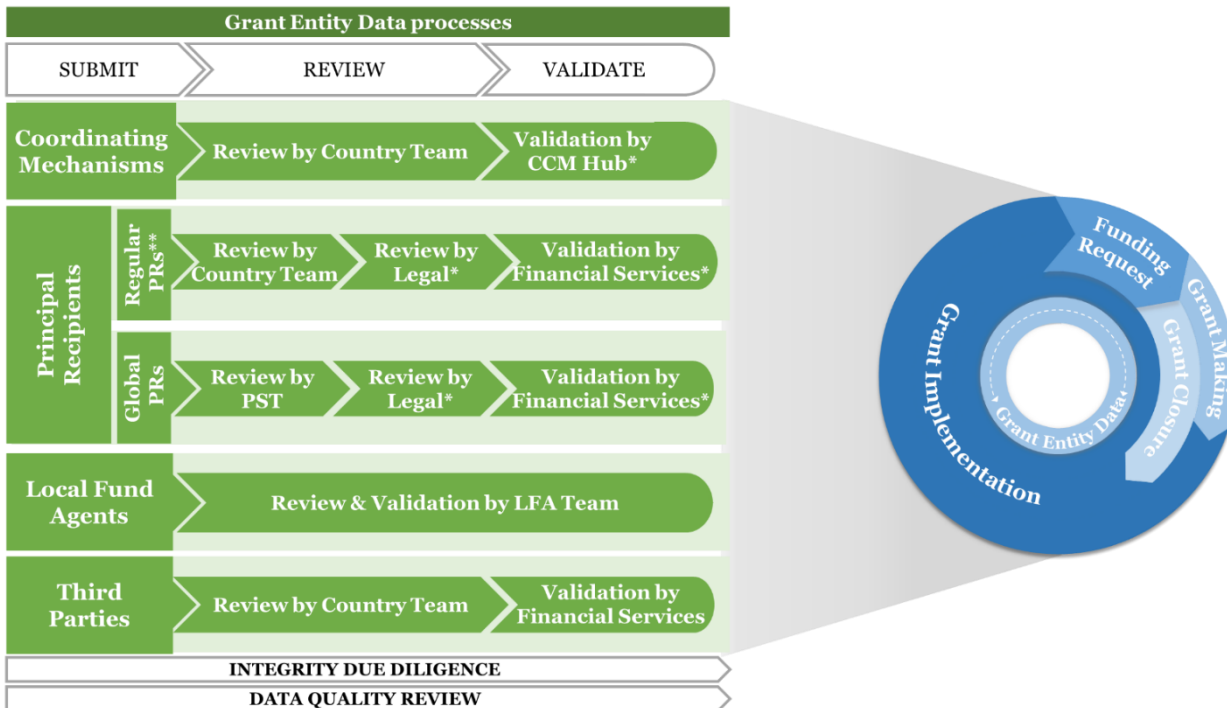 Grant Entity Data processes
SUBMIT
REVIEW
VALIDATE
Coordinating
Mechanisms
Review by Country Team
Validation by
CCM Hub*
Principal
Recipients
Regular
PRs**
Review by
Country Team
Review by
Legal*
Validation by
Financial Services*
Global
PRs
Review by
PST
Review by
Legal*
Validation by
Financial Services*
Local Fund
Agents
Review & Validation by LFA Team
Third
Parties
Review by Country Team
Validation by
Financial Services
INTEGRITY DUE DILIGENCE
DATA QUALITY REVIEW
Funding
Request
Grant Making
Grant Closure
Grant Implementation
Grant Entity Data